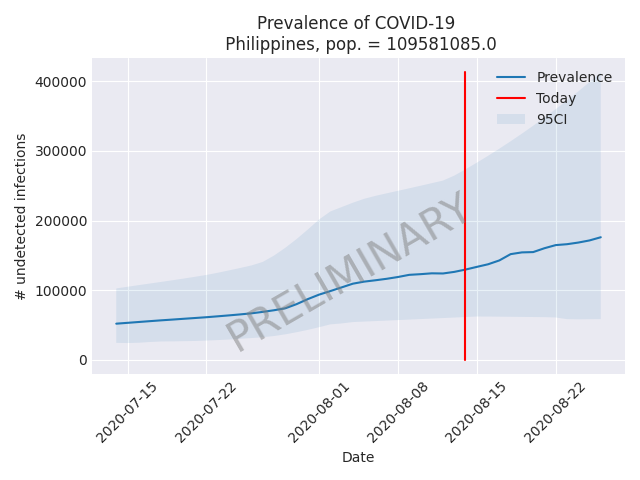 Prevalence of COVID-19
Philippines, pop. = 109581085.0
400000
300000
200000
100000
0
# undetected infections
Prevalence
Today
95CI
PRELIMINARY
2020-07-15
2020-07-22
2020-08-01
2020-08-08
2020-08-15
2020-08-22
Date